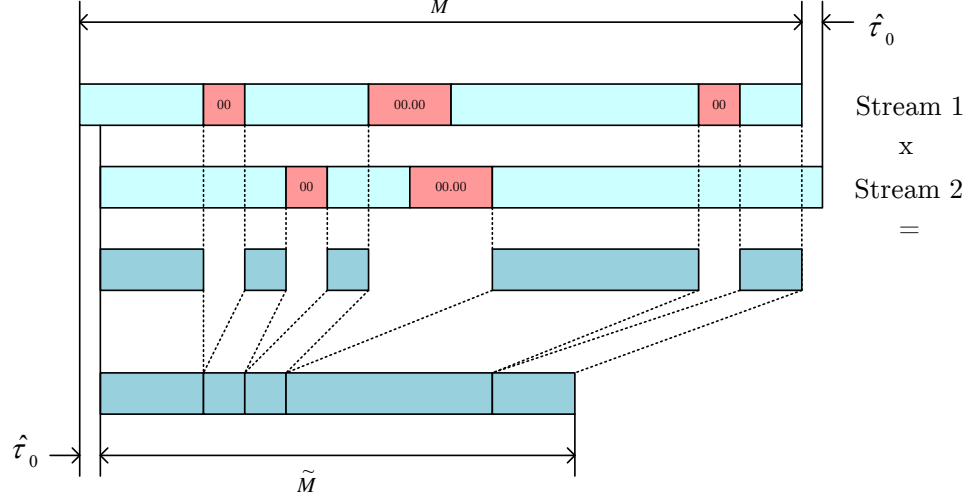 M
τ̂₀
00 00.00 00 Stream 1
x
00 00.00 Stream 2
=
τ̂₀
M̃